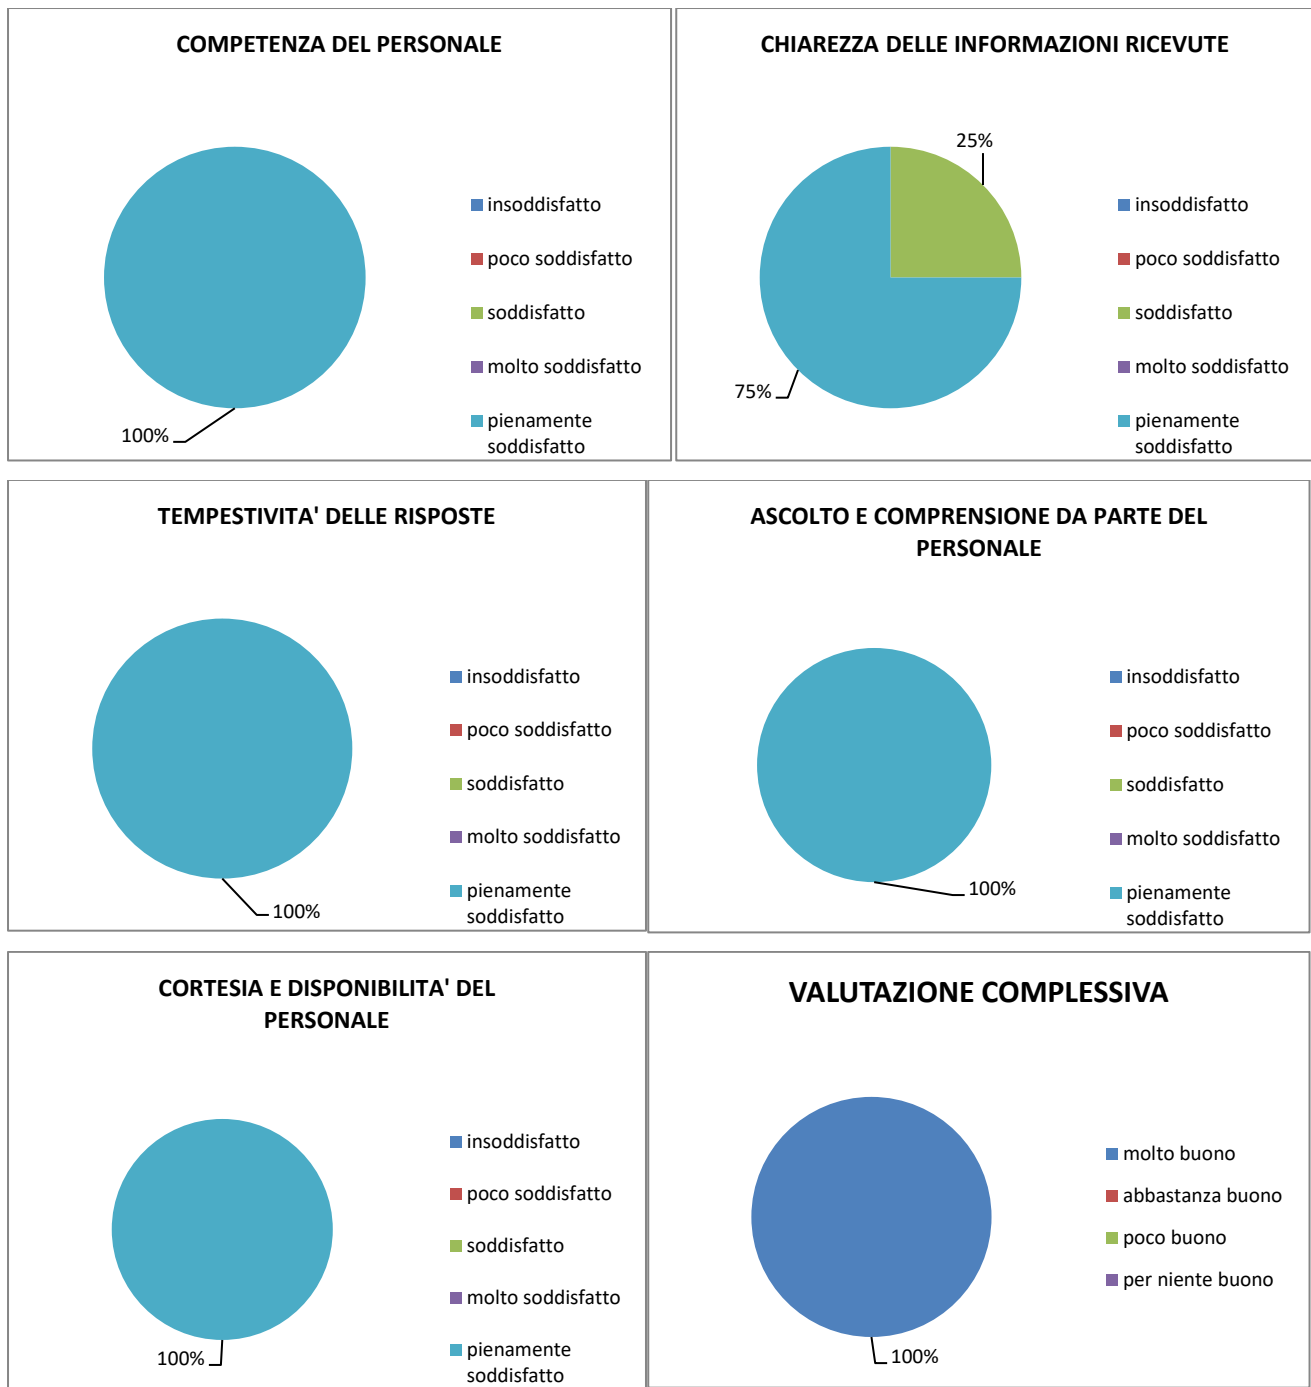 COMPETENZA DEL PERSONALE
100%
insoddisfatto
poco soddisfatto
soddisfatto
molto soddisfatto
pienamente
soddisfatto
CHIAREZZA DELLE INFORMAZIONI RICEVUTE
25%
75%
insoddisfatto
poco soddisfatto
soddisfatto
molto soddisfatto
pienamente
soddisfatto
TEMPESTIVITA' DELLE RISPOSTE
100%
insoddisfatto
poco soddisfatto
soddisfatto
molto soddisfatto
pienamente
soddisfatto
ASCOLTO E COMPRENSIONE DA PARTE DEL
PERSONALE
100%
insoddisfatto
poco soddisfatto
soddisfatto
molto soddisfatto
pienamente
soddisfatto
CORTESIA E DISPONIBILITA' DEL
PERSONALE
100%
insoddisfatto
poco soddisfatto
soddisfatto
molto soddisfatto
pienamente
soddisfatto
VALUTAZIONE COMPLESSIVA
100%
molto buono
abbastanza buono
poco buono
per niente buono